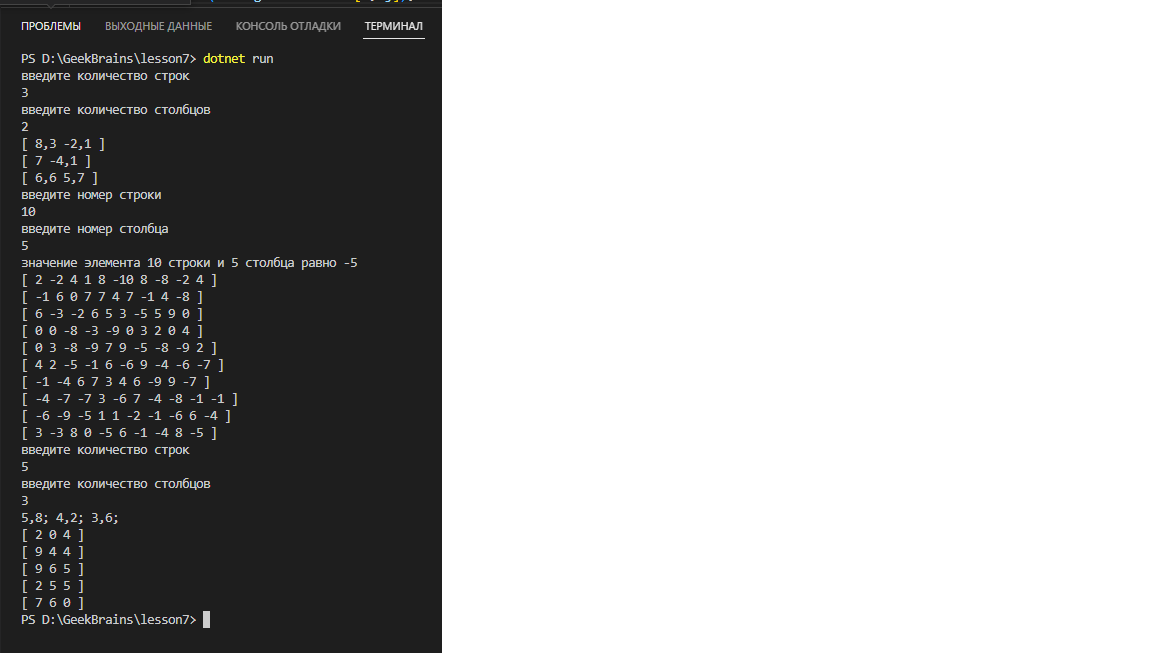 ПРОБЛЕМЫ ВЫХОДНЫЕ ДАННЫЕ КОНСОЛЬ ОТЛАДКИ ТЕРМИНАЛ
PS D:\GeekBrains\lesson7> dotnet run
введите количество строк
3
введите количество столбцов
2
[ 8,3 -2,1 ]
[ 7 -4,1 ]
[ 6,6 5,7 ]
введите номер строки
10
введите номер столбца
5
значение элемента 10 строки и 5 столбца равно -5
[ 2 -2 4 1 8 -10 8 -8 -2 4 ]
[ -1 6 0 7 7 4 7 -1 4 -8 ]
[ 6 -3 -2 6 5 3 -5 5 9 0 ]
[ 0 0 -8 -3 -9 0 3 2 0 4 ]
[ 0 3 -8 -9 7 9 -5 -8 -9 2 ]
[ 4 2 -5 -1 6 -6 9 -4 -6 -7 ]
[ -1 -4 6 7 3 4 6 -9 9 -7 ]
[ -4 -7 -7 3 -6 7 -4 -8 -1 -1 ]
[ -6 -9 -5 1 1 -2 -1 -6 6 -4 ]
[ 3 -3 8 0 -5 6 -1 -4 8 -5 ]
введите количество строк
5
введите количество столбцов
3
5,8; 4,2; 3,6;
[ 2 0 4 ]
[ 9 4 4 ]
[ 9 6 5 ]
[ 2 5 5 ]
[ 7 6 0 ]
PS D:\GeekBrains\lesson7>